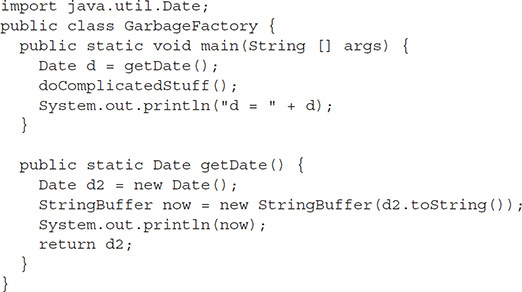 import java.util.Date;
public class GarbageFactory {
  public static void main(String [] args) {
    Date d = getDate();
    doComplicatedStuff();
    System.out.println("d = " + d);
  }

  public static Date getDate() {
    Date d2 = new Date();
    StringBuffer now = new StringBuffer(d2.toString());
    System.out.println(now);
    return d2;
  }
}